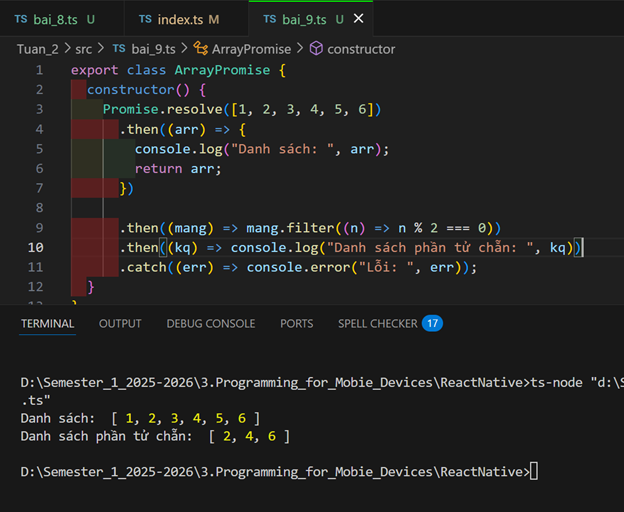 TS bai_8.ts U TS index.ts M TS bai_9.ts U ×
Tuan_2 > src > TS bai_9.ts > ArrayPromise > constructor
1 export class ArrayPromise {
2 constructor() {
3 Promise.resolve([1, 2, 3, 4, 5, 6])
4 .then((arr) => {
5 console.log("Danh sách: ", arr);
6 return arr;
7 })
8
9 .then((mang) => mang.filter((n) => n % 2 === 0))
10 .then((kq) => console.log("Danh sách phần tử chẵn: ", kq))
11 .catch((err) => console.error("Lỗi: ", err));
12 }
TERMINAL OUTPUT DEBUG CONSOLE PORTS SPELL CHECKER 17
D:\Semester_1_2025-2026\3.Programming_for_Mobie_Devices\ReactNative>ts-node "d:\S
.ts"
Danh sách:  [ 1, 2, 3, 4, 5, 6 ]
Danh sách phần tử chẵn:  [ 2, 4, 6 ]
D:\Semester_1_2025-2026\3.Programming_for_Mobie_Devices\ReactNative>